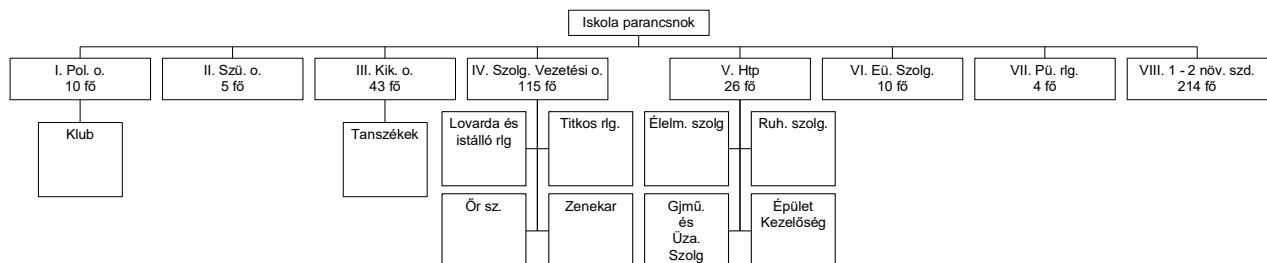 Iskola parancsnok
I. Pol. o.
10 fő
II. Szü. o.
5 fő
III. Kik. o.
43 fő
IV. Szolg. Vezetési o.
115 fő
V. Htp
26 fő
VI. Eü. Szolg.
10 fő
VII. Pü. rlg.
4 fő
VIII. 1 - 2 növ. szd.
214 fő
Klub
Tanszékek
Lovarda és
istálló rlg
Titkos rlg.
Élelm. szolg
Ruh. szolg.
Őr sz.
Zenekar
Gjmű.
és
Üza.
Szolg
Épület
Kezelőség